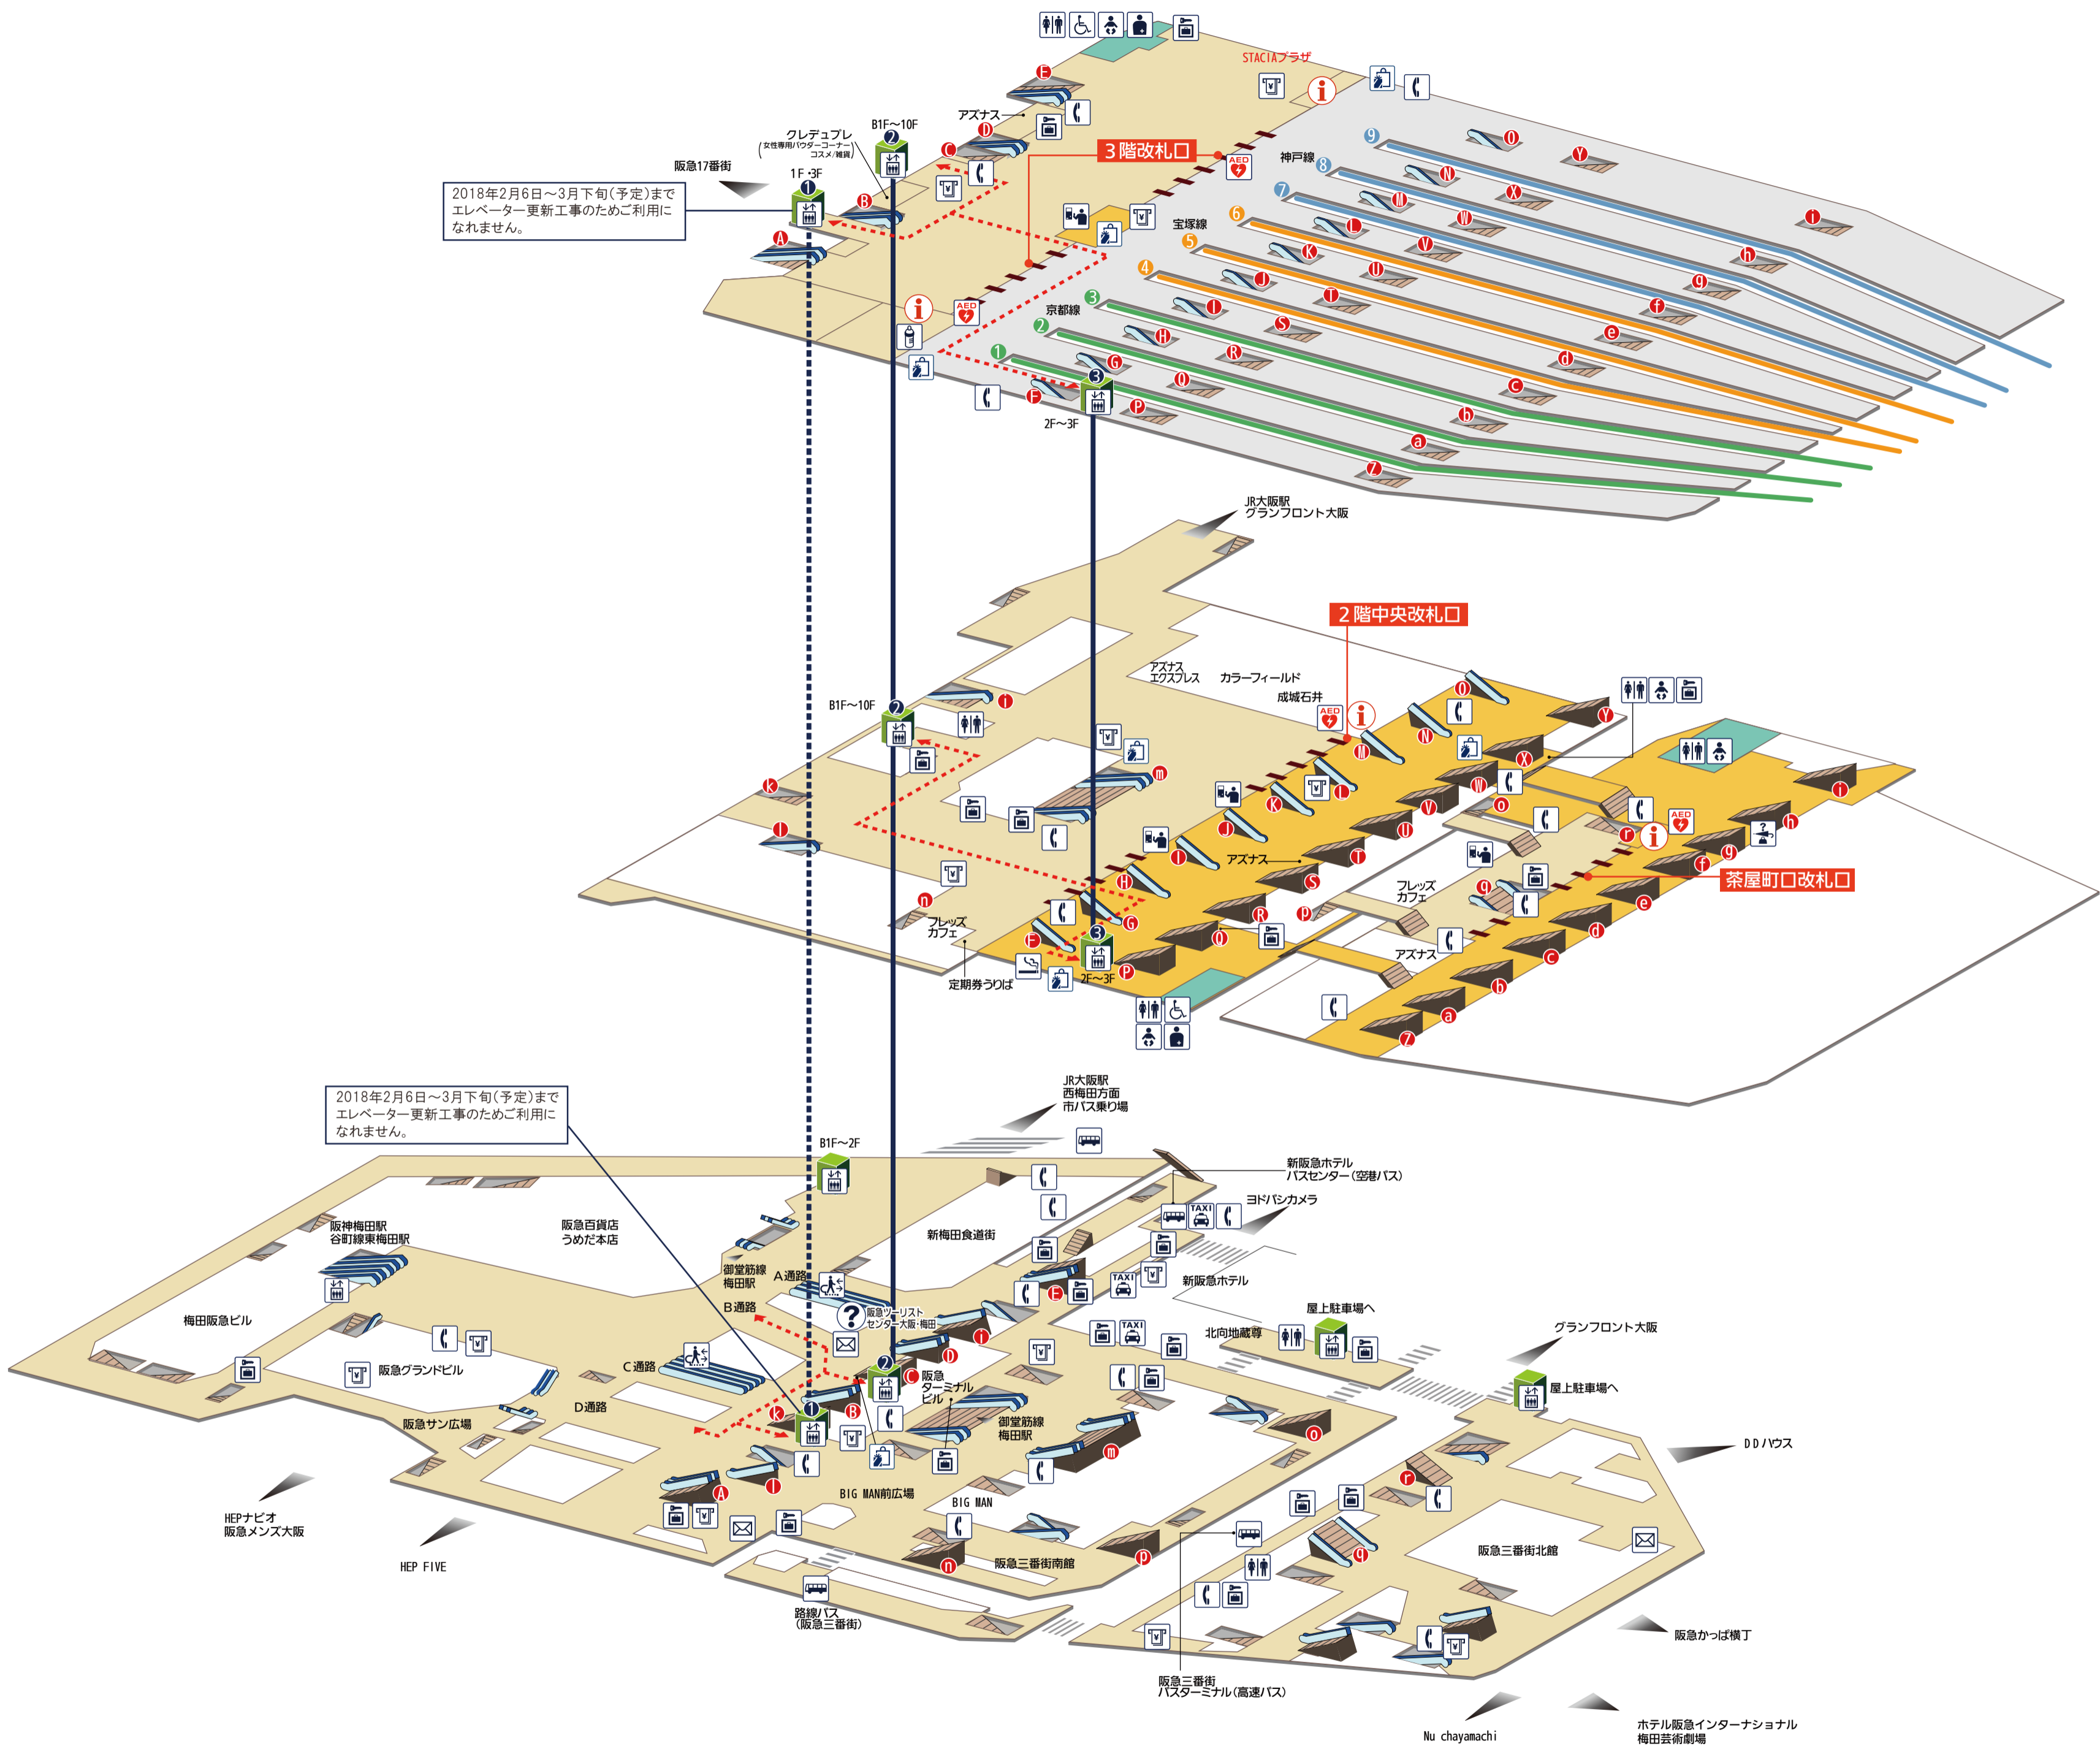 STACIAプラザ
アズナス
B1F～10F
2
クレデュプレ
(女性専用パウダーコーナー
コスメ/雑貨)
阪急17番街
1F・3F
1
2018年2月6日～3月下旬(予定)まで
エレベーター更新工事のためご利用に
なれません。
3階改札口
AED
神戸線
宝塚線
京都線
9
8
7
6
5
4
3
2
1
A
B
C
D
E
AED
F
G
H
I
J
K
L
M
N
O
P
Q
R
S
T
U
V
W
X
Y
Z
a
b
c
d
e
f
g
h
i
3
2F～3F
JR大阪駅
グランフロント大阪
2階中央改札口
アズナス
エクスプレス
カラーフィールド
成城石井
AED
B1F～10F
2
j
k
l
m
n
フレッズ
カフェ
定期券うりば
アズナス
3
2F～3F
F
G
H
I
J
K
L
M
N
O
P
Q
R
S
T
U
V
W
X
Y
o
p
q
r
AED
フレッズ
カフェ
アズナス
茶屋町口改札口
Z
a
b
c
d
e
f
g
h
i
2018年2月6日～3月下旬(予定)まで
エレベーター更新工事のためご利用に
なれません。
JR大阪駅
西梅田方面
市バス乗り場
B1F～2F
新阪急ホテル
バスセンター(空港バス)
ヨドバシカメラ
TAXI
阪神梅田駅
谷町線東梅田駅
阪急百貨店
うめだ本店
新梅田食道街
御堂筋線
梅田駅
A通路
B通路
阪急ツーリスト
センター大阪・梅田
新阪急ホテル
TAXI
TAXI
北向地蔵尊
屋上駐車場へ
グランフロント大阪
屋上駐車場へ
梅田阪急ビル
阪急グランドビル
C通路
D通路
阪急サン広場
2
阪急
ターミナル
ビル
1
御堂筋線
梅田駅
A
B
C
D
E
j
k
l
m
n
o
p
q
r
BIG MAN前広場
BIG MAN
阪急三番街南館
阪急三番街北館
DDハウス
HEPナビオ
阪急メンズ大阪
HEP FIVE
路線バス
(阪急三番街)
阪急三番街
バスターミナル(高速バス)
阪急かっぱ横丁
Nu chayamachi
ホテル阪急インターナショナル
梅田芸術劇場